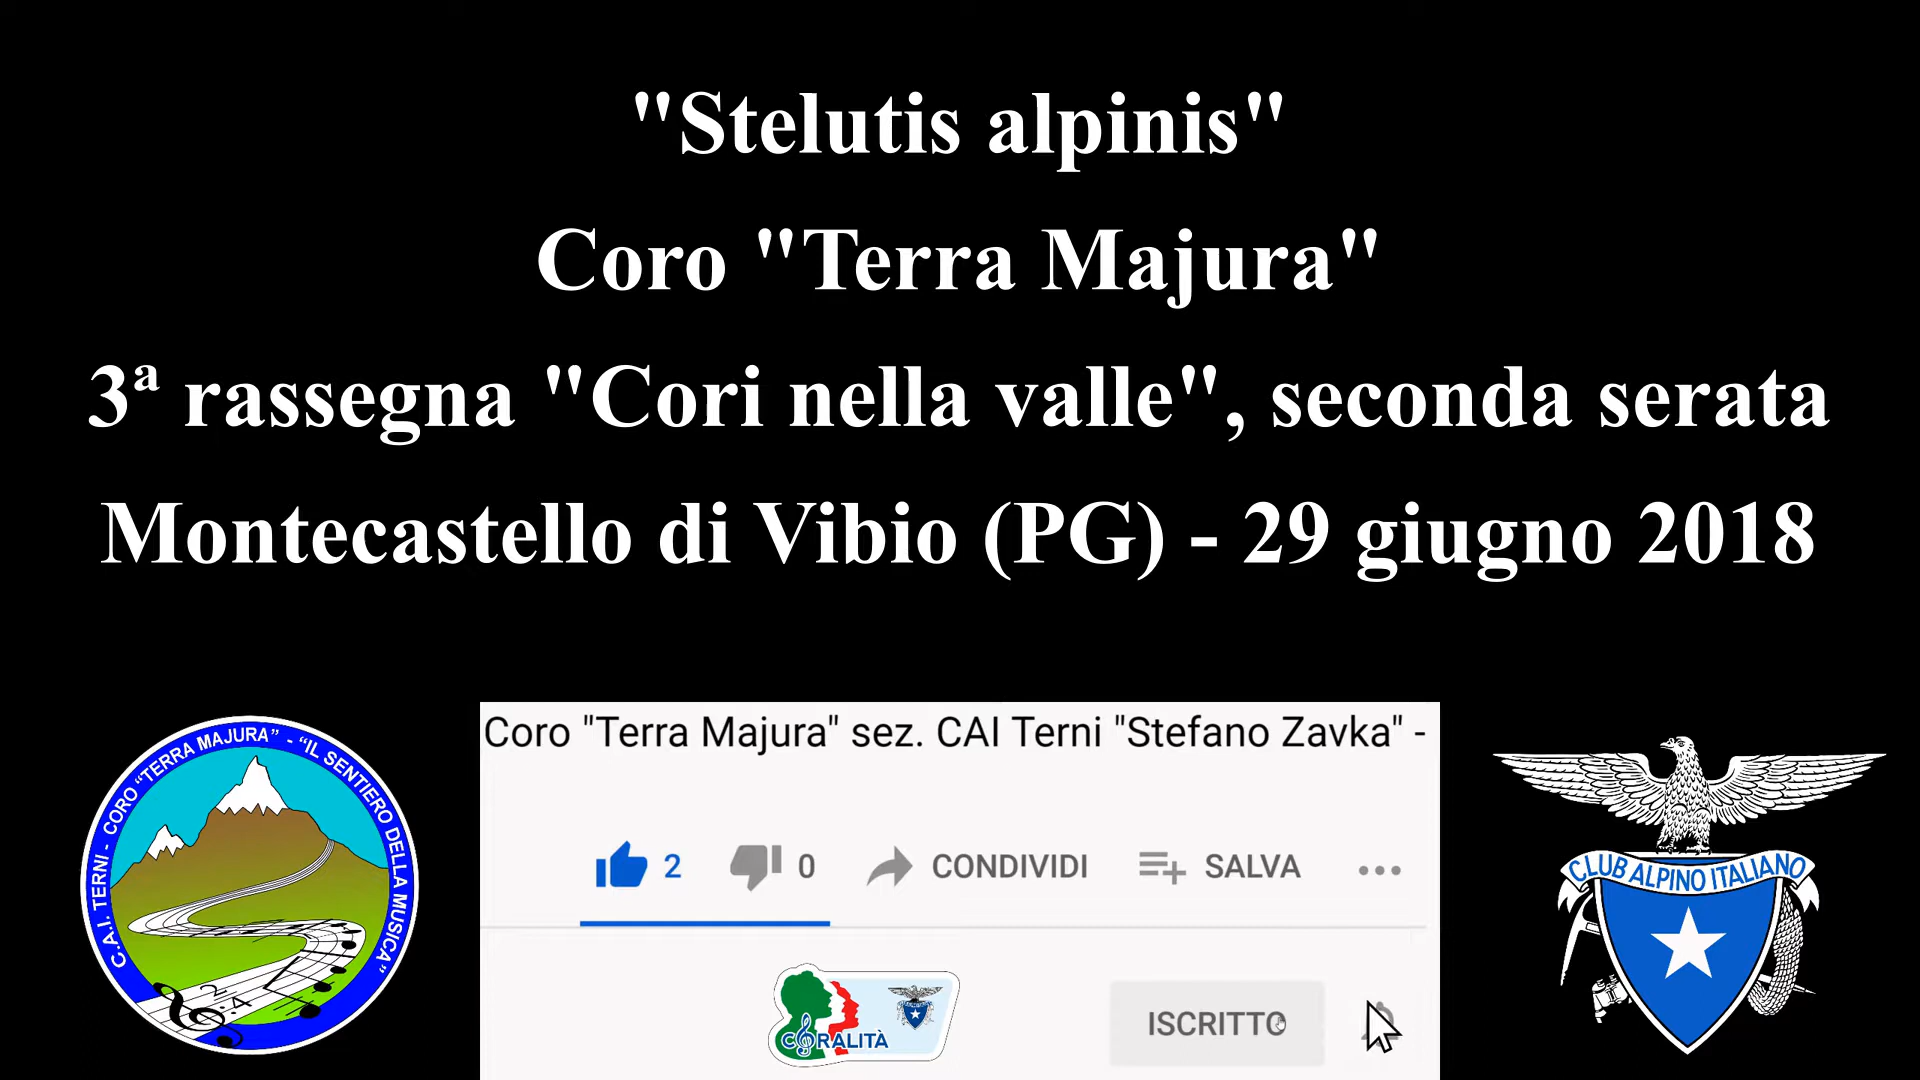 "Stelutis alpinis"
Coro "Terra Majura"
3ª rassegna "Cori nella valle", seconda serata
Montecastello di Vibio (PG) - 29 giugno 2018
C.A.I. TERNI - CORO "TERRA MAJURA" - "IL SENTIERO DELLA MUSICA"
2 4
Coro "Terra Majura" sez. CAI Terni "Stefano Zavka" -
2 0 CONDIVIDI SALVA
CORALITÀ
ISCRITTO
CLUB ALPINO ITALIANO